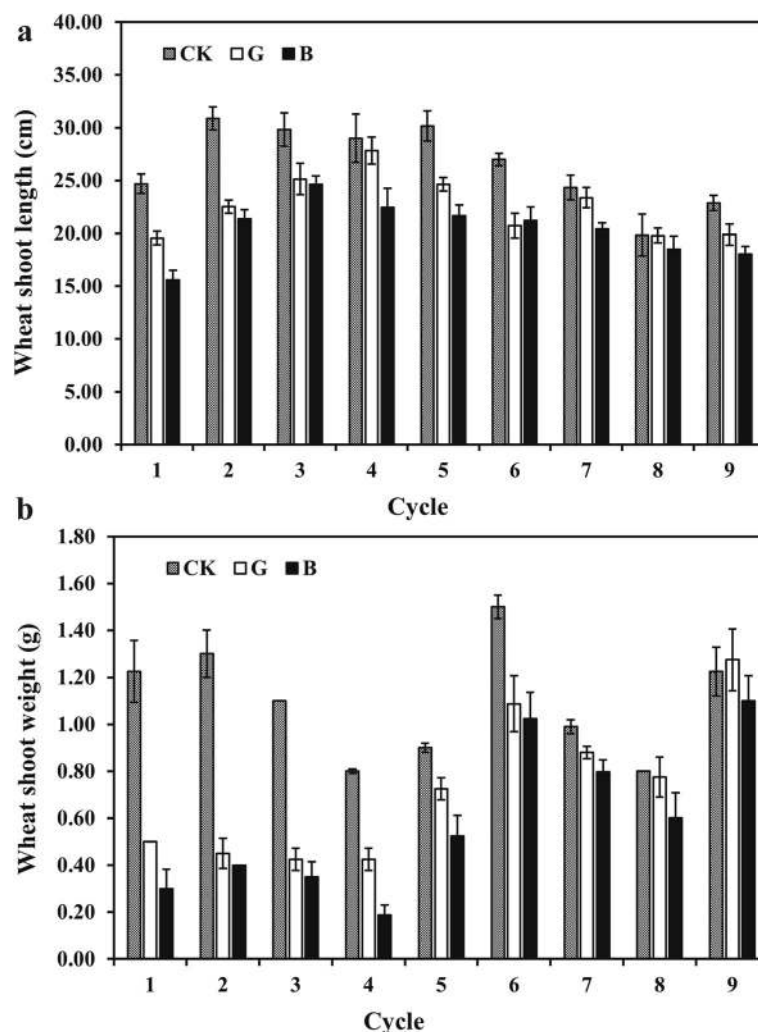 a
40.00
35.00
30.00
25.00
20.00
15.00
10.00
5.00
0.00
Wheat shoot length (cm)
CK G B
1 2 3 4 5 6 7 8 9
Cycle
b
1.80
1.60
1.40
1.20
1.00
0.80
0.60
0.40
0.20
0.00
Wheat shoot weight (g)
CK G B
1 2 3 4 5 6 7 8 9
Cycle